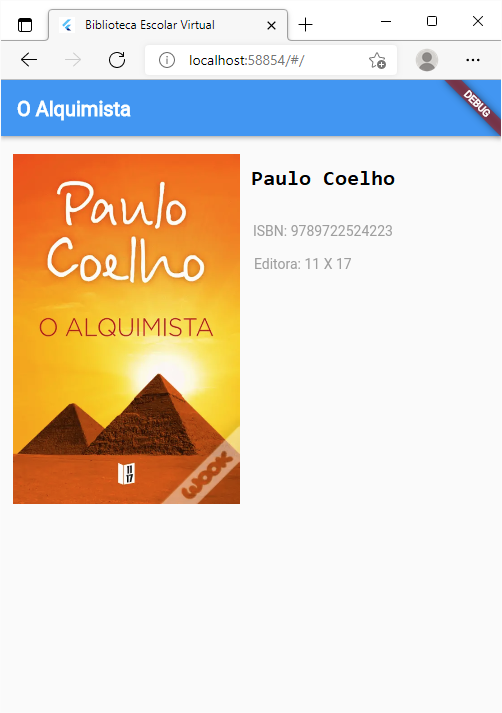 Biblioteca Escolar Virtual
localhost:58854/#/
O Alquimista
DEBUG
Paulo
Coelho
O ALQUIMISTA
11
17
WOOK
Paulo Coelho
ISBN: 9789722524223
Editora: 11 X 17